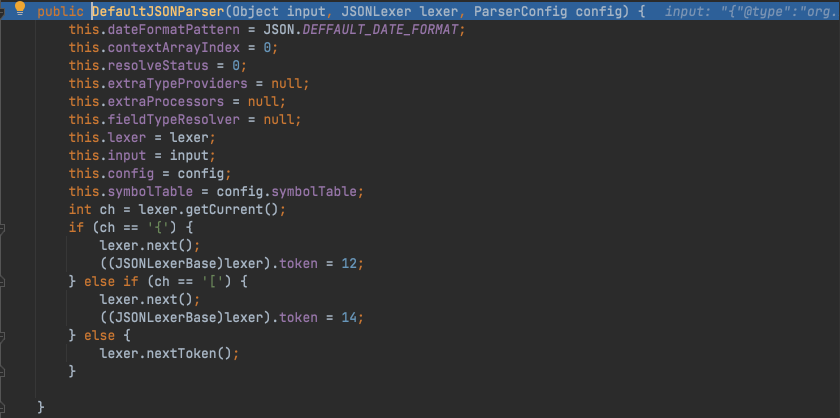 public DefaultJSONParser(Object input, JSONLexer lexer, ParserConfig config) {   input: "{"@type":"org.
    this.dateFormatPattern = JSON.DEFFAULT_DATE_FORMAT;
    this.contextArrayIndex = 0;
    this.resolveStatus = 0;
    this.extraTypeProviders = null;
    this.extraProcessors = null;
    this.fieldTypeResolver = null;
    this.lexer = lexer;
    this.input = input;
    this.config = config;
    this.symbolTable = config.symbolTable;
    int ch = lexer.getCurrent();
    if (ch == '{') {
        lexer.next();
        ((JSONLexerBase)lexer).token = 12;
    } else if (ch == '[') {
        lexer.next();
        ((JSONLexerBase)lexer).token = 14;
    } else {
        lexer.nextToken();
    }
}